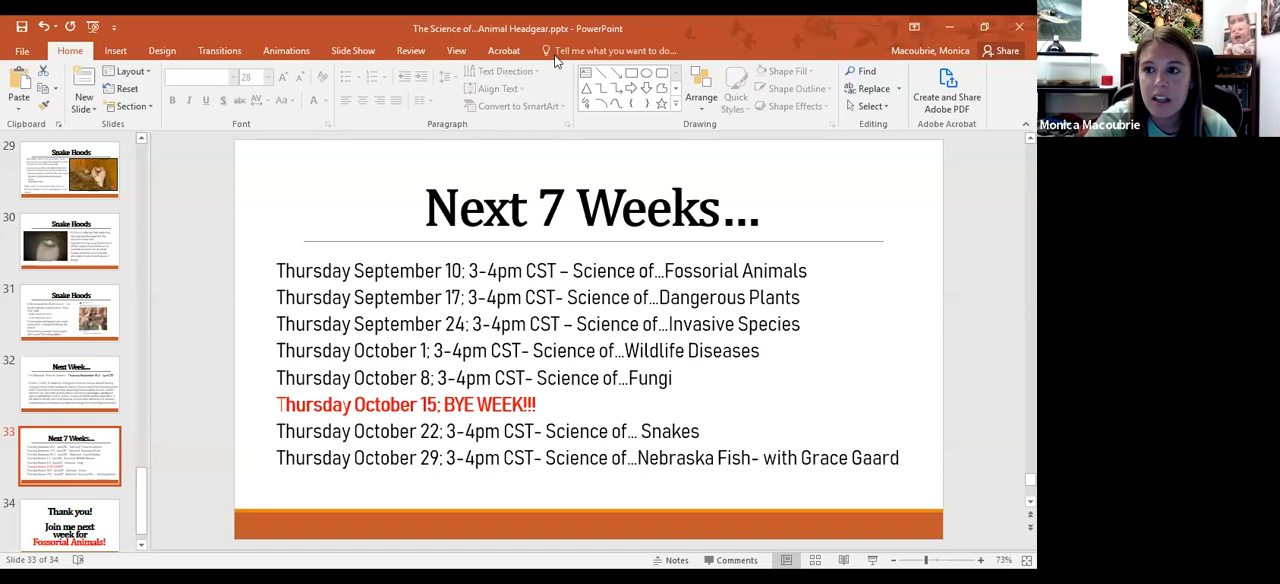 The Science of...Animal Headgear.pptx - PowerPoint
File Home Insert Design Transitions Animations Slide Show Review View Acrobat Tell me what you want to do... Macoubrie, Monica Share
Paste
New Slide
Layout
Reset
Section
28
B I U S abc AV Aa A
Text Direction
Align Text
Convert to SmartArt
Arrange
Quick Styles
Shape Fill
Shape Outline
Shape Effects
Find
Replace
Select
Create and Share Adobe PDF
Clipboard Slides Font Paragraph Drawing Editing Adobe Acrobat
Monica Macoubrie
29
Snake Hoods
30
Snake Hoods
31
Snake Hoods
32
Next Week...
33
Next 7 Weeks...
34
Thank you!
Join me next
week for
Fossorial Animals!
Next 7 Weeks...
Thursday September 10; 3-4pm CST – Science of...Fossorial Animals
Thursday September 17; 3-4pm CST- Science of...Dangerous Plants
Thursday September 24; 3-4pm CST – Science of...Invasive Species
Thursday October 1; 3-4pm CST- Science of...Wildlife Diseases
Thursday October 8; 3-4pm CST- Science of...Fungi
Thursday October 15; BYE WEEK!!!
Thursday October 22; 3-4pm CST- Science of... Snakes
Thursday October 29; 3-4pm CST- Science of...Nebraska Fish- with Grace Gaard
Slide 33 of 34 Notes Comments 73%